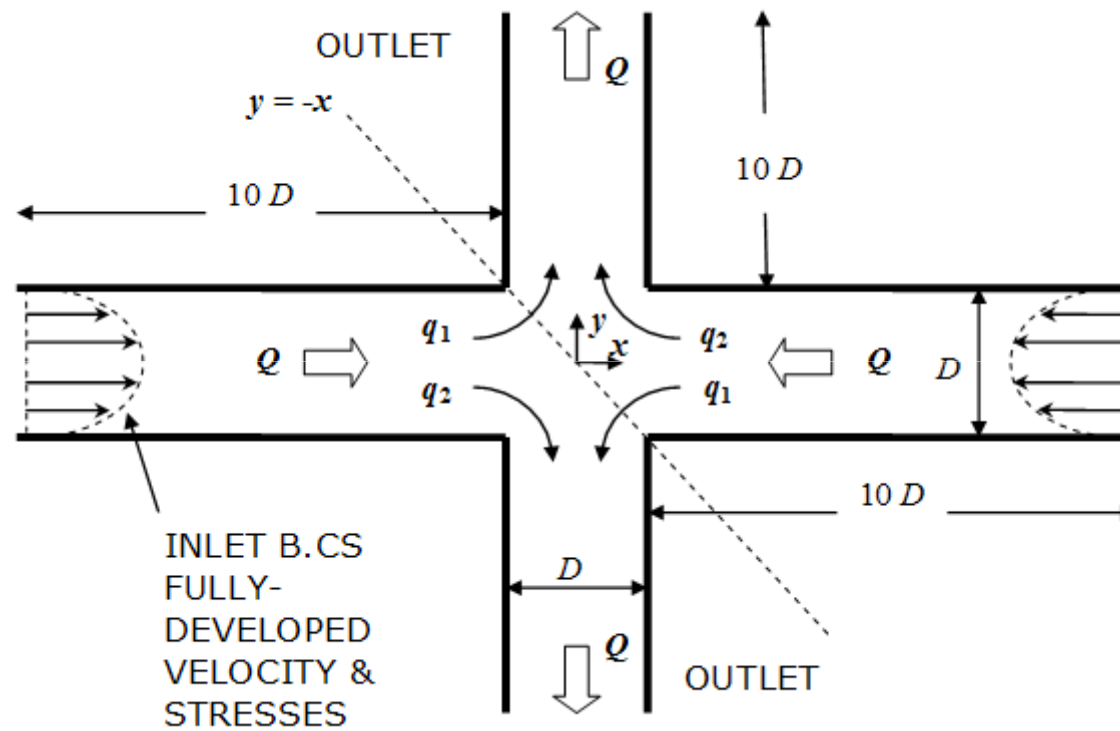 OUTLET
Q
y = -x
10 D
10 D
q1
y
x
q2
Q
Q
D
q2
q1
10 D
INLET B.CS
FULLY-
DEVELOPED
VELOCITY &
STRESSES
D
Q
OUTLET